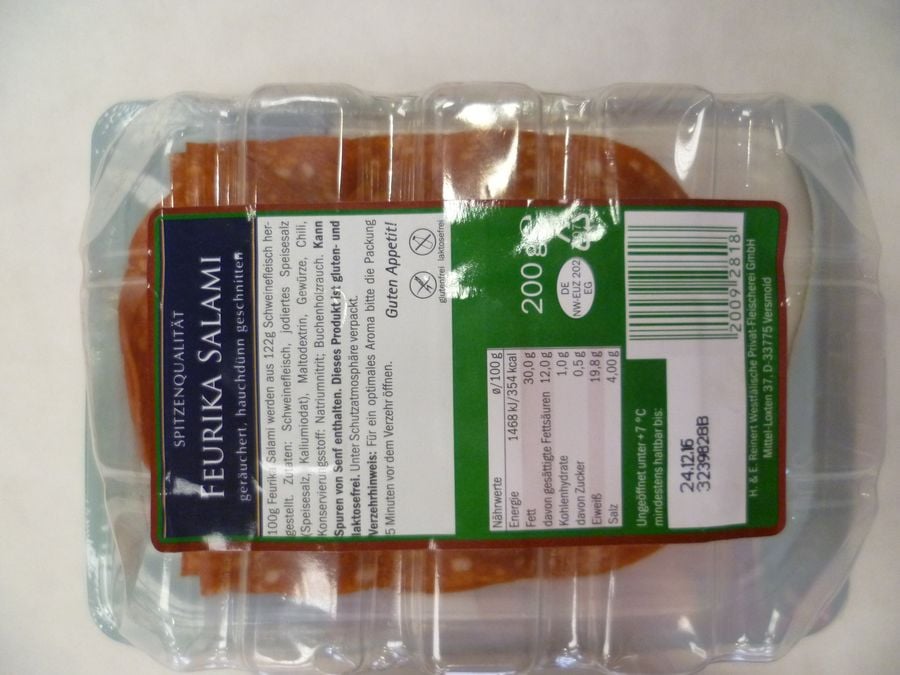 SPITZENQUALITÄT
FEURIKA SALAMI
geräuchert, hauchdünn geschnitten
100g Feurika Salami werden aus 122g Schweinefleisch her-
gestellt. Zutaten: Schweinefleisch, jodiertes Speisesalz
(Speisesalz, Kaliumiodat), Maltodextrin, Gewürze, Chili,
Konservierungsstoff: Natriumnitrit; Buchenholzrauch. Kann
Spuren von Senf enthalten. Dieses Produkt ist gluten- und
laktosefrei. Unter Schutzatmosphäre verpackt.
Verzehrhinweis: Für ein optimales Aroma bitte die Packung
5 Minuten vor dem Verzehr öffnen.
Guten Appetit!
glutenfrei laktosefrei
Nährwerte ø/100 g
Energie 1468 kJ/354 kcal
Fett 30,0 g
davon gesättigte Fettsäuren 12,0 g
Kohlenhydrate 1,0 g
davon Zucker 0,5 g
Eiweiß 19,8 g
Salz 4,00 g
200 g
DE
NW-EUZ 202
EG
Ungeöffnet unter +7 °C
mindestens haltbar bis:
24.12.16
3239828B
2009 2818
H. & E. Reinert Westfälische Privat-Fleischerei GmbH
Mittel-Loxten 37, D-33775 Versmold